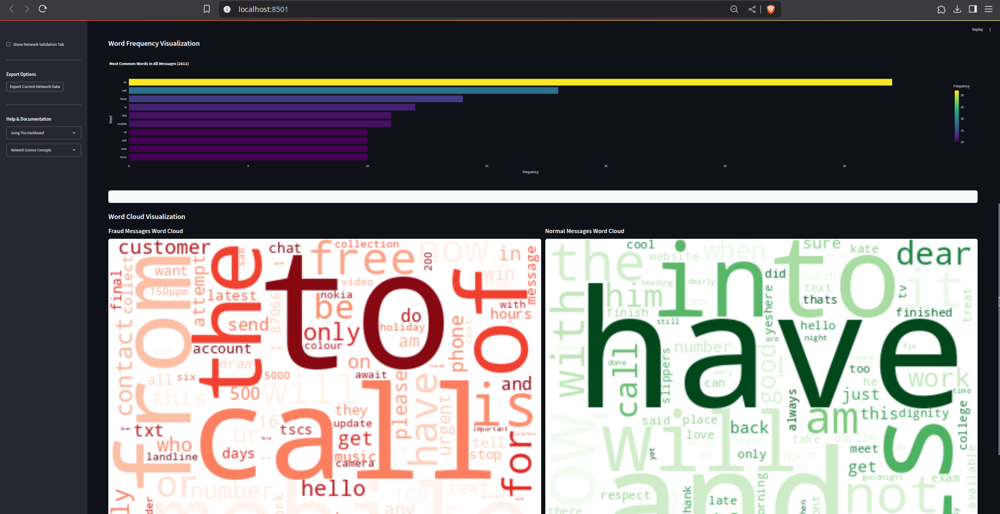 localhost:8501
Deploy
Show Network Validation Tab
Export Options
Export Current Network Data
Help & Documentation
Using This Dashboard
Network Science Concepts
Word Frequency Visualization
Most Common Words in All Messages (2011)
Word
to
call
have
is
the
mobile
of
will
now
from
0 5 10 15 20 25 30
Frequency
Frequency
30
25
20
15
10
Word Cloud Visualization
Fraud Messages Word Cloud
customer
chat
collection
free
now
in
message
200
sae
collect
want
attempt
the
to
of
win
new
final
150ppm
from
latest
video
nokia
be
87066
with
hours
do
holiday
send
only
colour
am
phone
cost
contact
account
out
draw
on
await
all
six
5000
500
this
will
and
please
have
is
call
they
urgent
16
update
important
txt
ur
tscs
get
who
days
music
camera
tell
stop
landline
for
hello
or
number
100
text
any
mobile
Normal Messages Word Cloud
cool
sure
kate
dear
the
website
in
when
to
did
march
it
tv
heading
dearly
text
him
so
thats
treat
finish
still
yeshere
finished
with
have
hello
are
night
sleep
number
fix
done
call
slippers
good
leme
wake
very
too
can
he
work
just
time
always
don
said
place
am
this
dignity
college
now
will
love
back
take
darlin
meet
by
yet
oh
only
again
get
goodnight
exam
available
and
not
respect
thank
late
morning
there